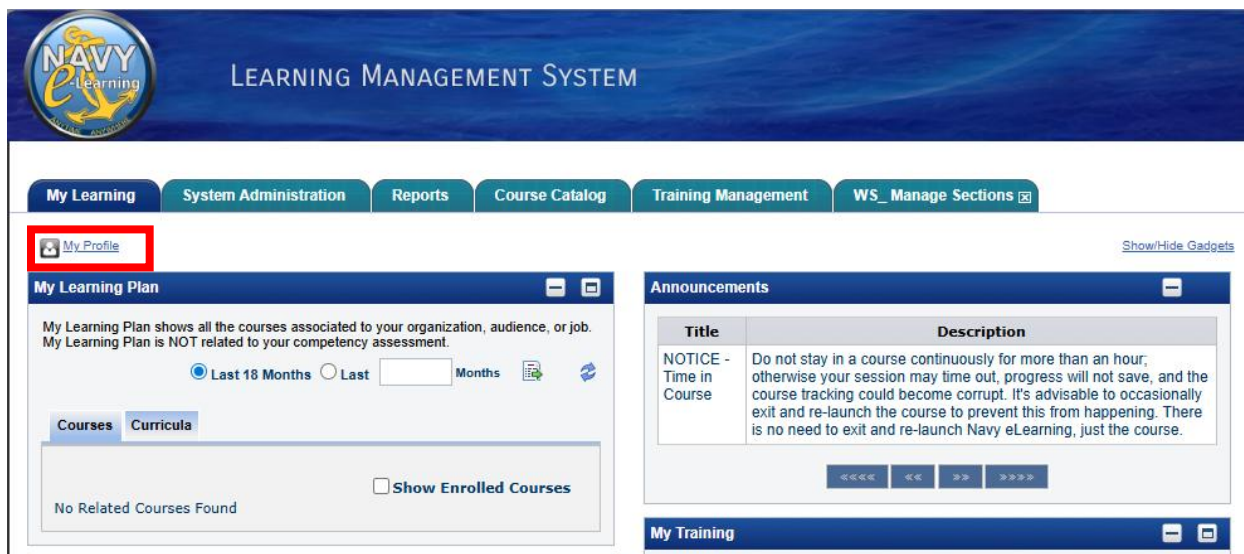 NAVY
e-Learning
ANYTIME ANYWHERE
LEARNING MANAGEMENT SYSTEM
My Learning
System Administration
Reports
Course Catalog
Training Management
WS_ Manage Sections
My Profile
Show/Hide Gadgets
My Learning Plan
My Learning Plan shows all the courses associated to your organization, audience, or job.
My Learning Plan is NOT related to your competency assessment.
Last 18 Months Last Months
Courses Curricula
Show Enrolled Courses
No Related Courses Found
Announcements
Title Description
NOTICE -
Time in
Course
Do not stay in a course continuously for more than an hour;
otherwise your session may time out, progress will not save, and the
course tracking could become corrupt. It's advisable to occasionally
exit and re-launch the course to prevent this from happening. There
is no need to exit and re-launch Navy eLearning, just the course.
«««« «« »» »»»»
My Training